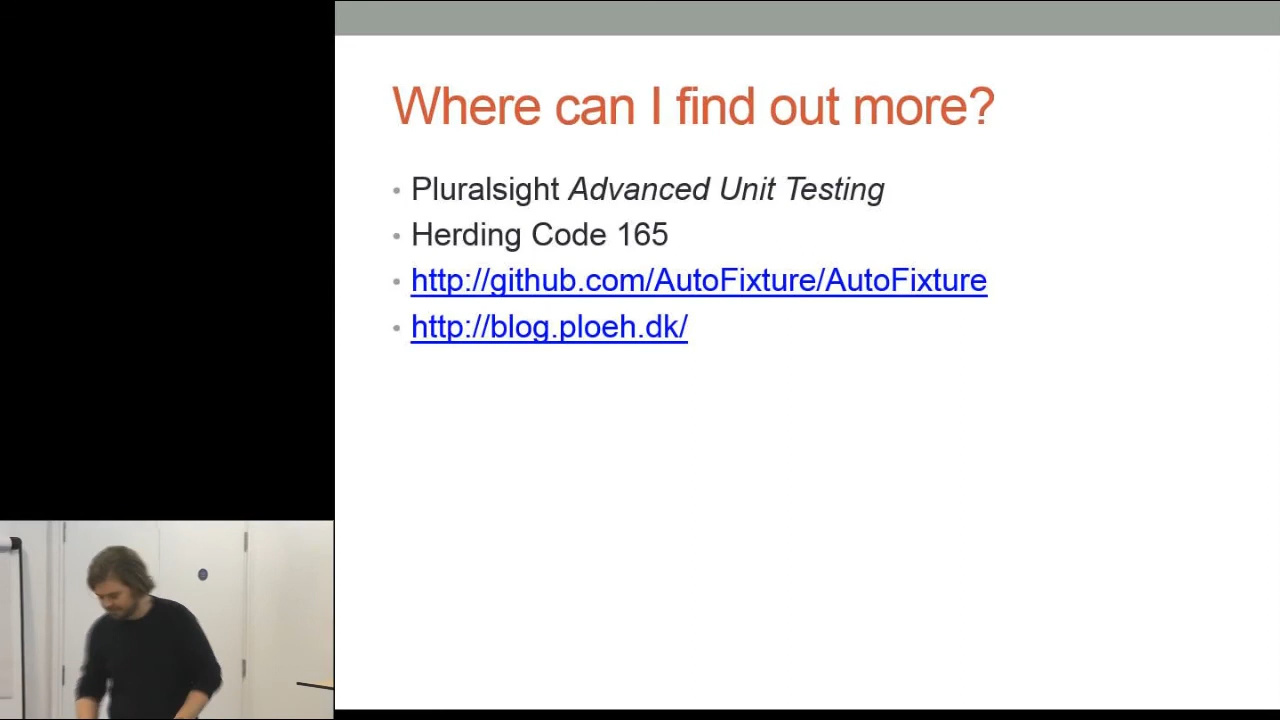 Where can I find out more?
• Pluralsight Advanced Unit Testing
• Herding Code 165
• http://github.com/AutoFixture/AutoFixture
• http://blog.ploeh.dk/